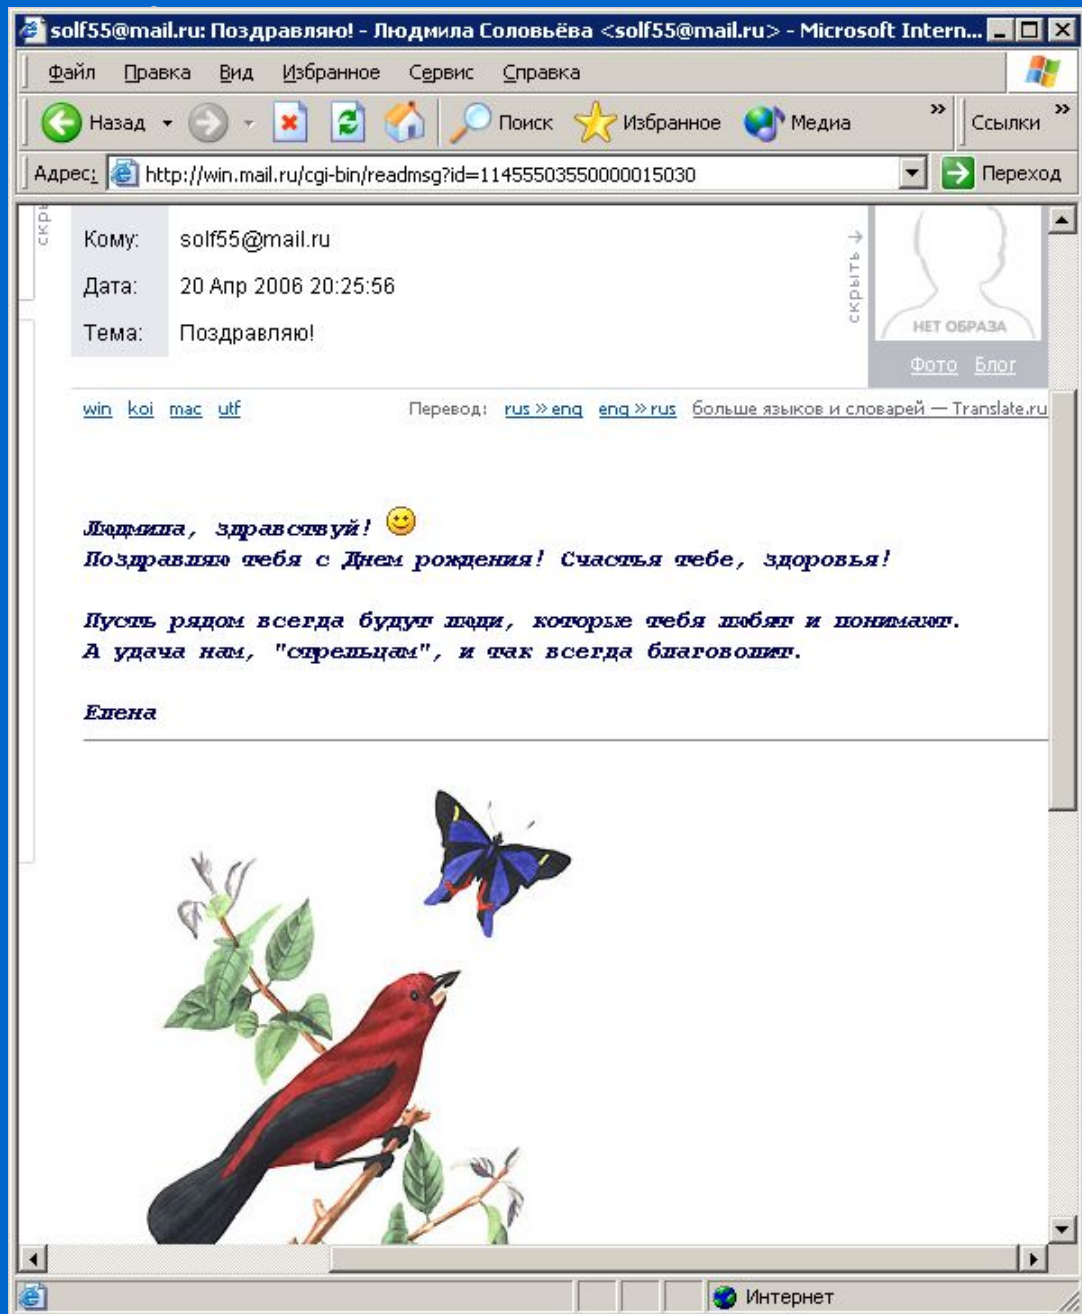 solf55@mail.ru: Поздравляю! - Людмила Соловьёва <solf55@mail.ru> - Microsoft Intern...
Файл Правка Вид Избранное Сервис Справка
Назад Поиск Избранное Медиа » Ссылки »
Адрес: http://win.mail.ru/cgi-bin/readmsg?id=11455503550000015030 Переход
скры
Кому: solf55@mail.ru
Дата: 20 Апр 2006 20:25:56
Тема: Поздравляю!
скрыть →
НЕТ ОБРАЗА
Фото Блог
win koi mac utf Перевод: rus » eng eng » rus больше языков и словарей — Translate.ru
Людмила, здравствуй!
Поздравляю тебя с Днем рождения! Счастья тебе, здоровья!
Пусть рядом всегда будут люди, которые тебя любят и понимают.
А удача нам, "стрельцам", и так всегда благоволит.
Елена
Интернет